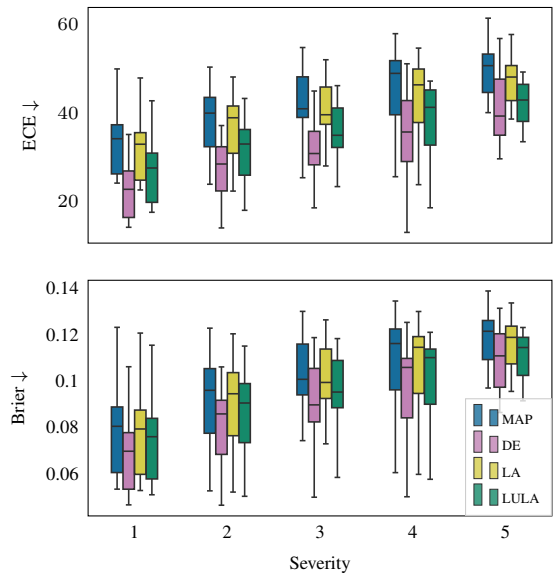 60
40
20
ECE ↓
0.14
0.12
0.1
0.08
0.06
Brier ↓
MAP
DE
LA
LULA
1 2 3 4 5
Severity